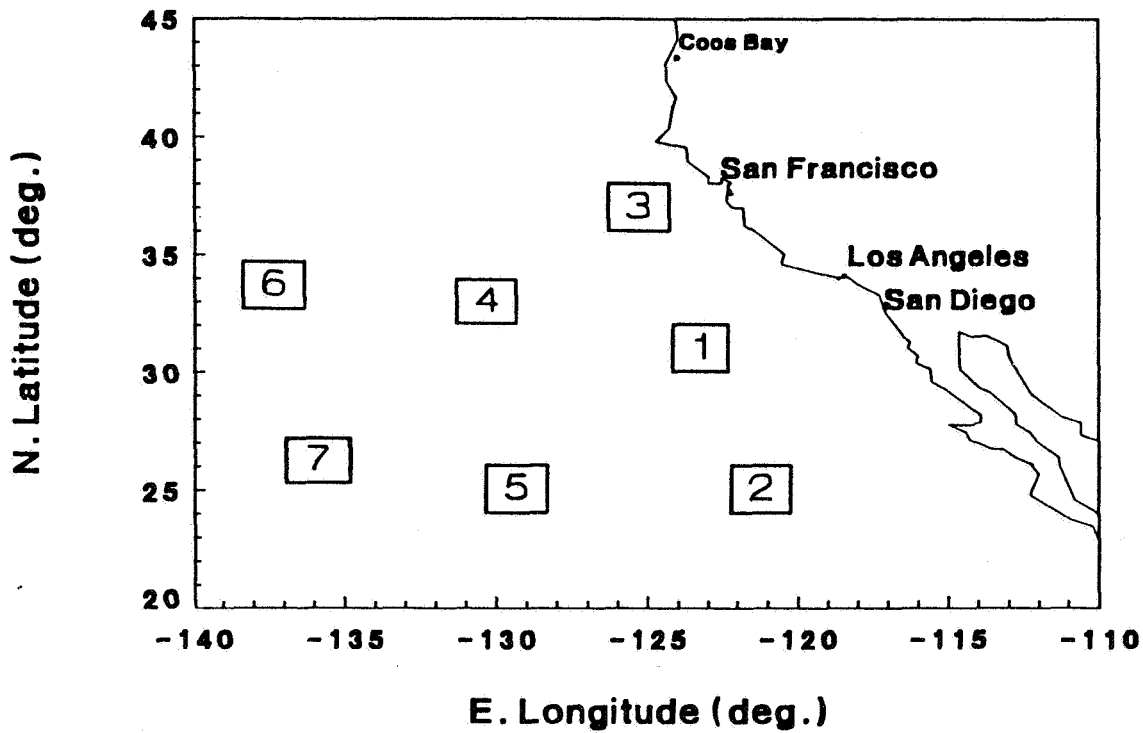 45
Coos Bay
40
San Francisco
3
35
Los Angeles
6
4
San Diego
1
30
7
5
2
25
20
-140 -135 -130 -125 -120 -115 -110
E. Longitude (deg.)
N. Latitude (deg.)